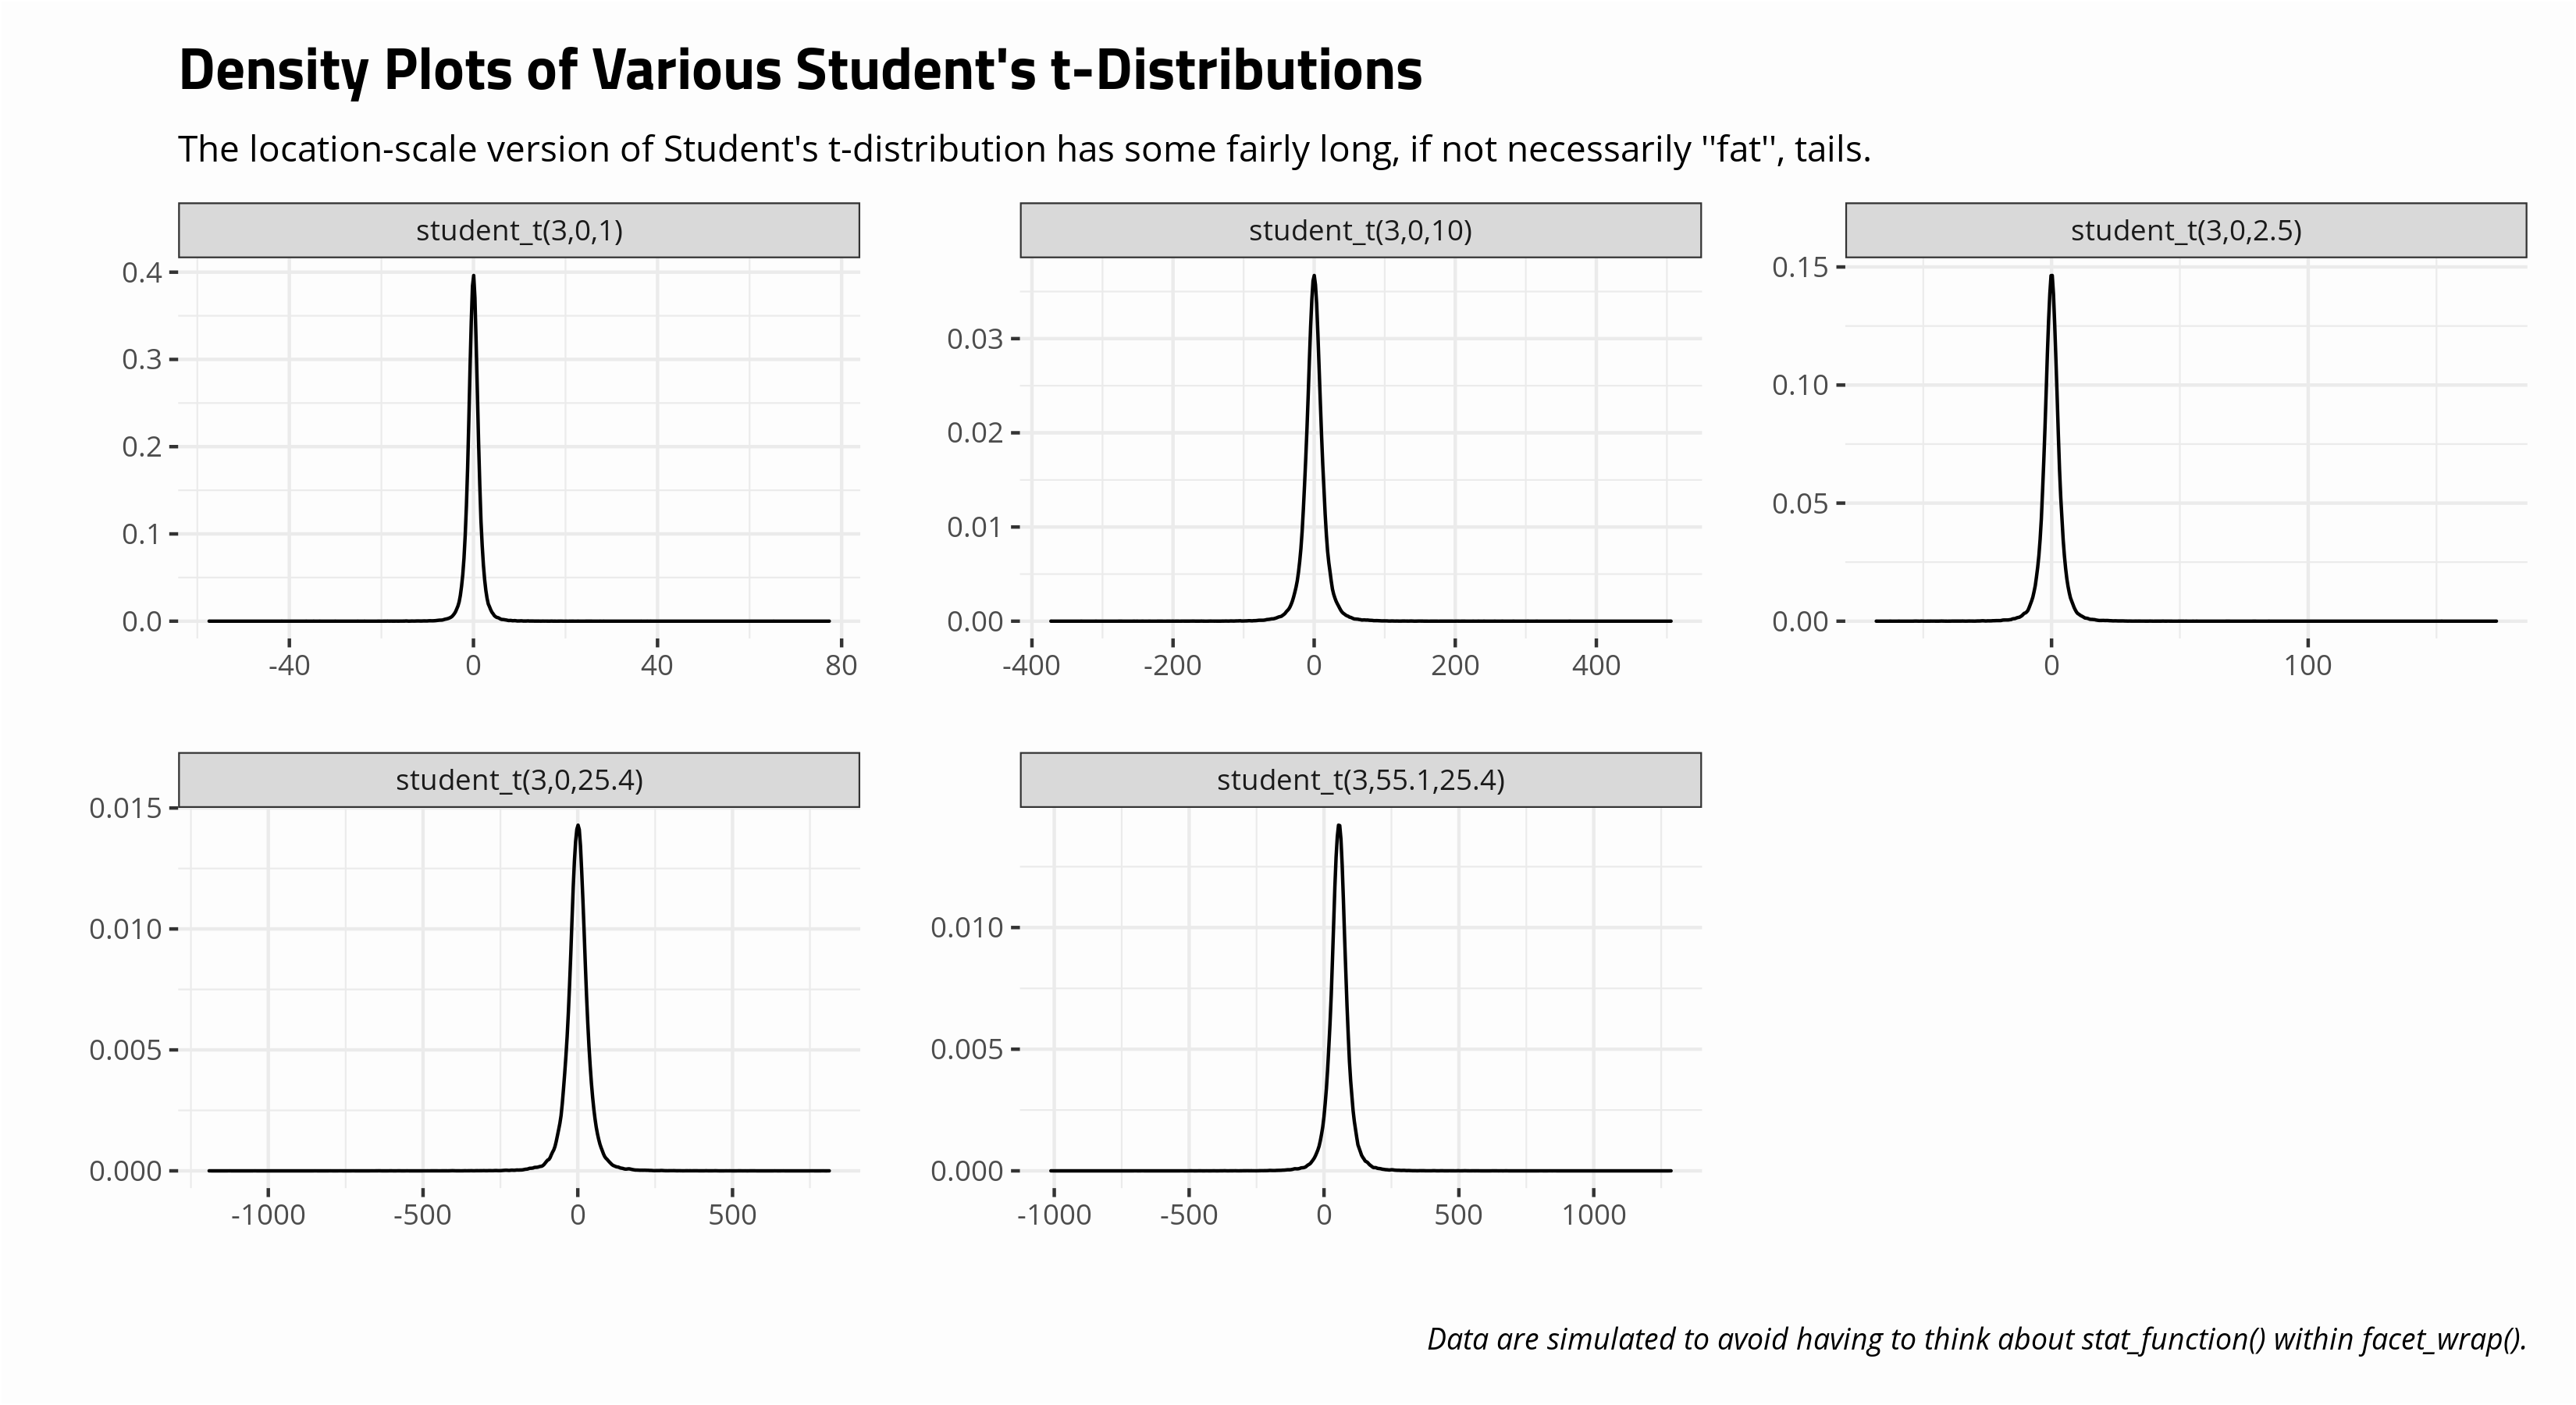 Density Plots of Various Student's t-Distributions
The location-scale version of Student's t-distribution has some fairly long, if not necessarily "fat", tails.
student_t(3,0,1)
0.4
0.3
0.2
0.1
0.0
-40 0 40 80
student_t(3,0,10)
0.03
0.02
0.01
0.00
-400 -200 0 200 400
student_t(3,0,2.5)
0.15
0.10
0.05
0.00
0 100
student_t(3,0,25.4)
0.015
0.010
0.005
0.000
-1000 -500 0 500
student_t(3,55.1,25.4)
0.010
0.005
0.000
-1000 -500 0 500 1000
Data are simulated to avoid having to think about stat_function() within facet_wrap().